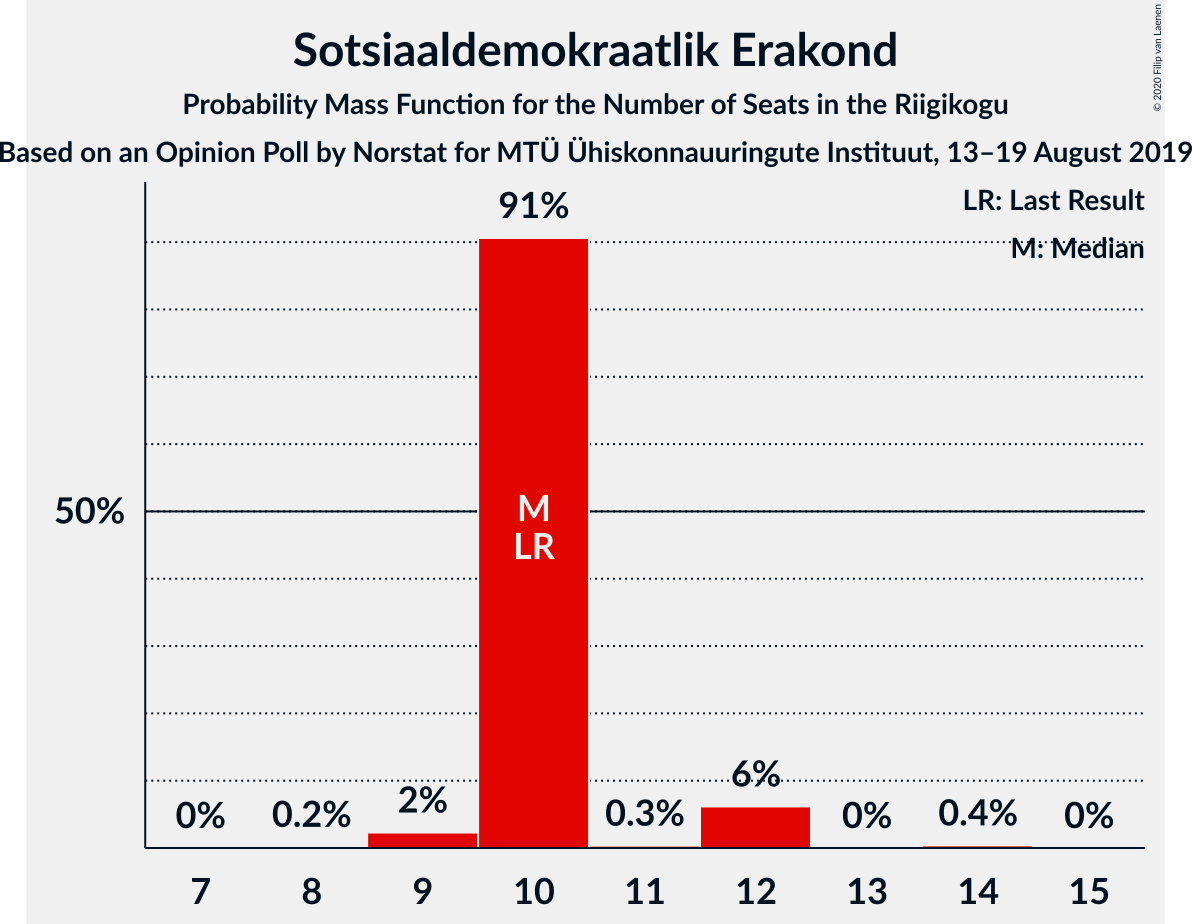 Sotsiaaldemokraatlik Erakond
Probability Mass Function for the Number of Seats in the Riigikogu
Based on an Opinion Poll by Norstat for MTÜ Ühiskonnauuringute Instituut, 13–19 August 2019
© 2020 Filip van Laenen
LR: Last Result
M: Median
91%
50%
M
LR
0%
0.2%
2%
0.3%
6%
0%
0.4%
0%
7 8 9 10 11 12 13 14 15